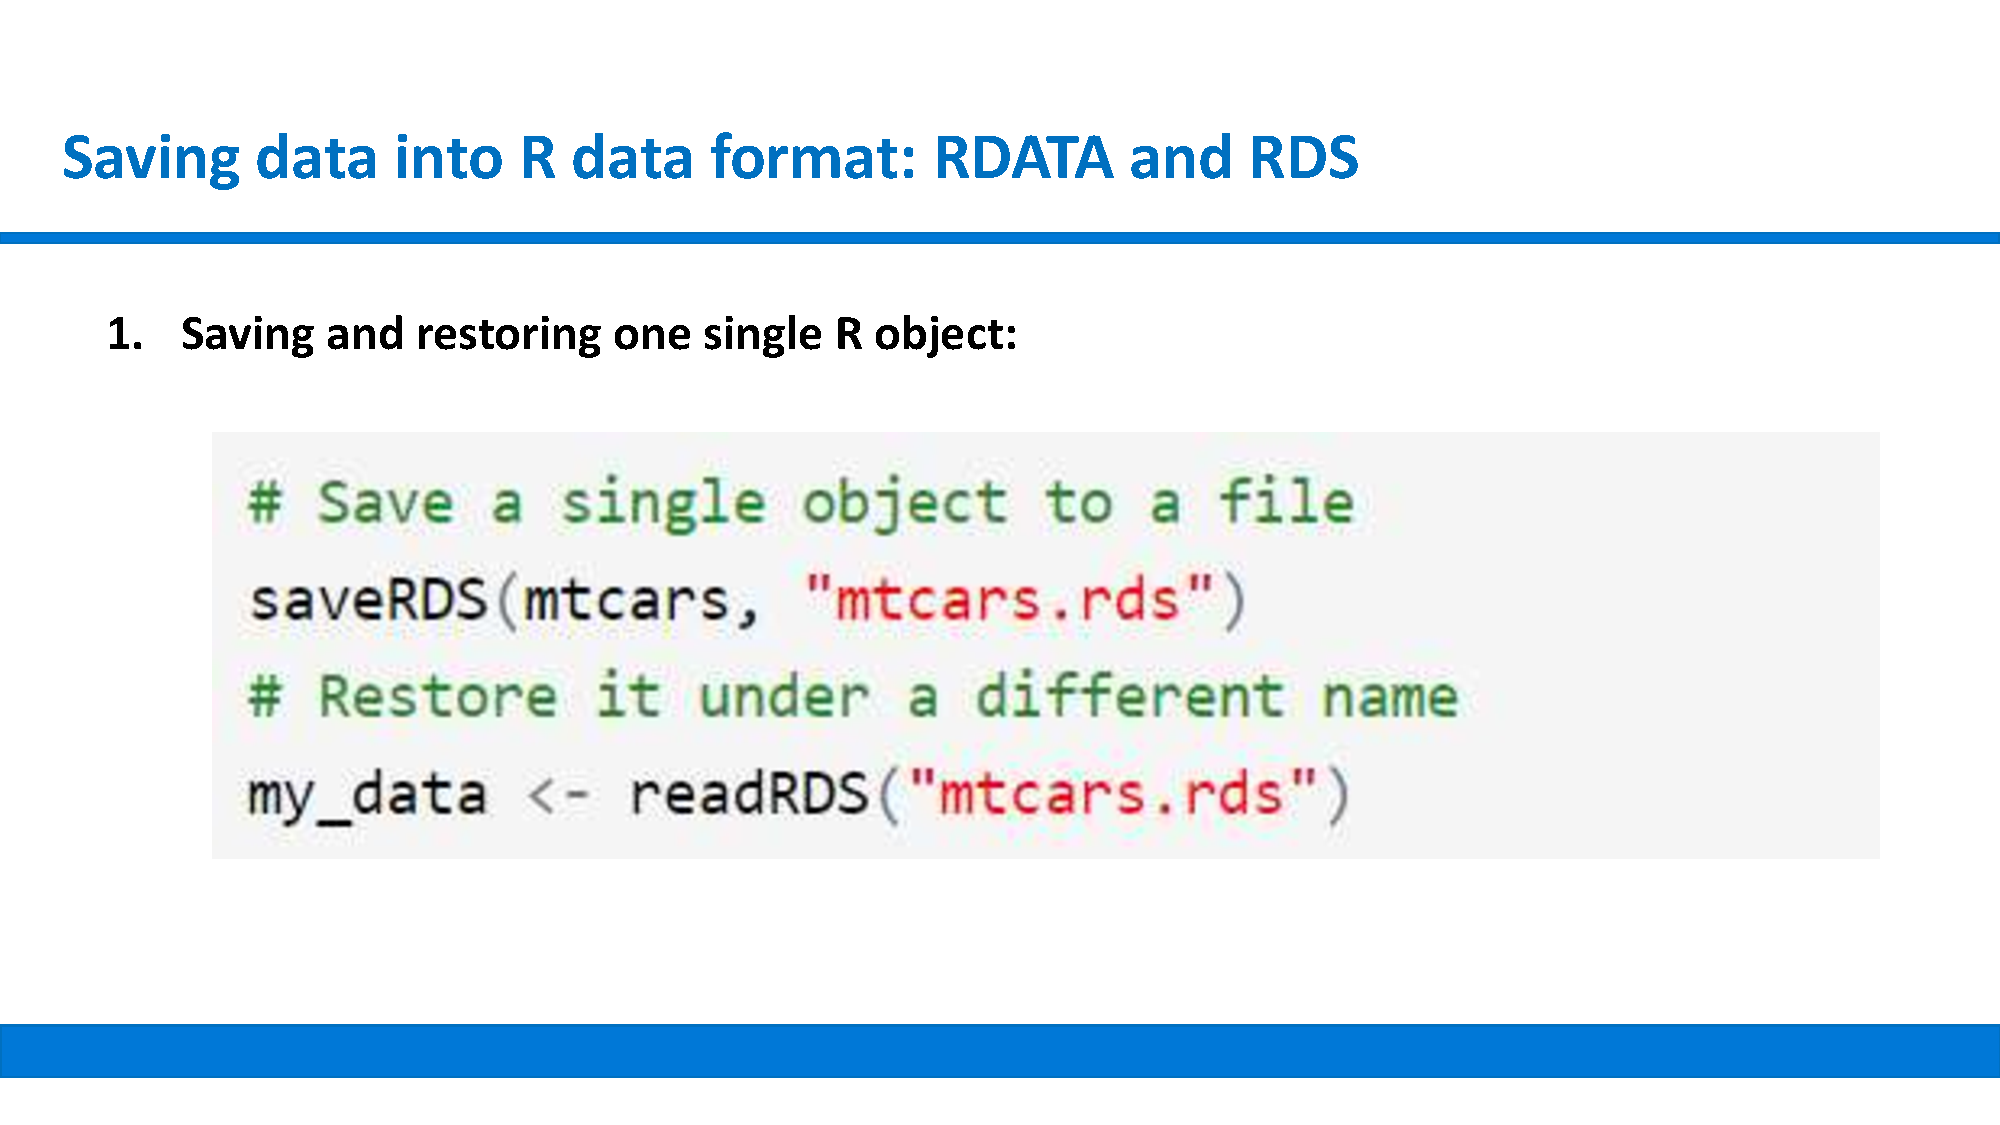 Saving data into R data format: RDATA and RDS
1. Saving and restoring one single R object:
# Save a single object to a file
saveRDS(mtcars, "mtcars.rds")
# Restore it under a different name
my_data <- readRDS("mtcars.rds")